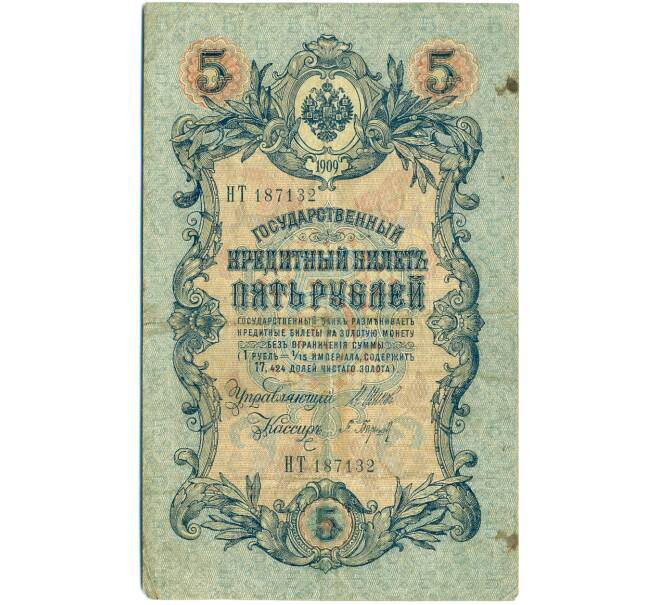 5 5
1909
НТ 187132
ГОСУДАРСТВЕННЫЙ
КРЕДИТНЫЙ БИЛЕТЪ
ПЯТЬ РУБЛЕЙ
ГОСУДАРСТВЕННЫЙ БАНКЪ РАЗМѢНИВАЕТЪ
КРЕДИТНЫЕ БИЛЕТЫ НА ЗОЛОТУЮ МОНЕТУ
БЕЗЪ ОГРАНИЧЕНІЯ СУММЫ
(1 РУБЛЬ = 1/15 ИМПЕРІАЛА, СОДЕРЖИТЪ
17,424 ДОЛЕЙ ЧИСТАГО ЗОЛОТА)
Управляющій
Кассиръ
НТ 187132
5